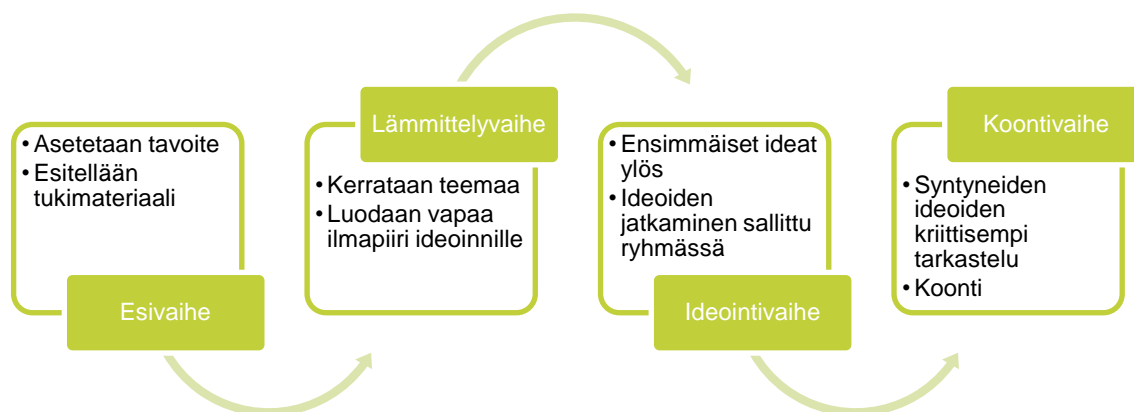 • Asetetaan tavoite
• Esitellään
tukimateriaali
Esivaihe
Lämmittelyvaihe
• Kerrataan teemaa
• Luodaan vapaa
ilmapiiri ideoinnille
• Ensimmäiset ideat
ylös
• Ideoiden
jatkaminen sallittu
ryhmässä
Ideointivaihe
Koontivaihe
• Syntyneiden
ideoiden
kriittisempi
tarkastelu
• Koonti